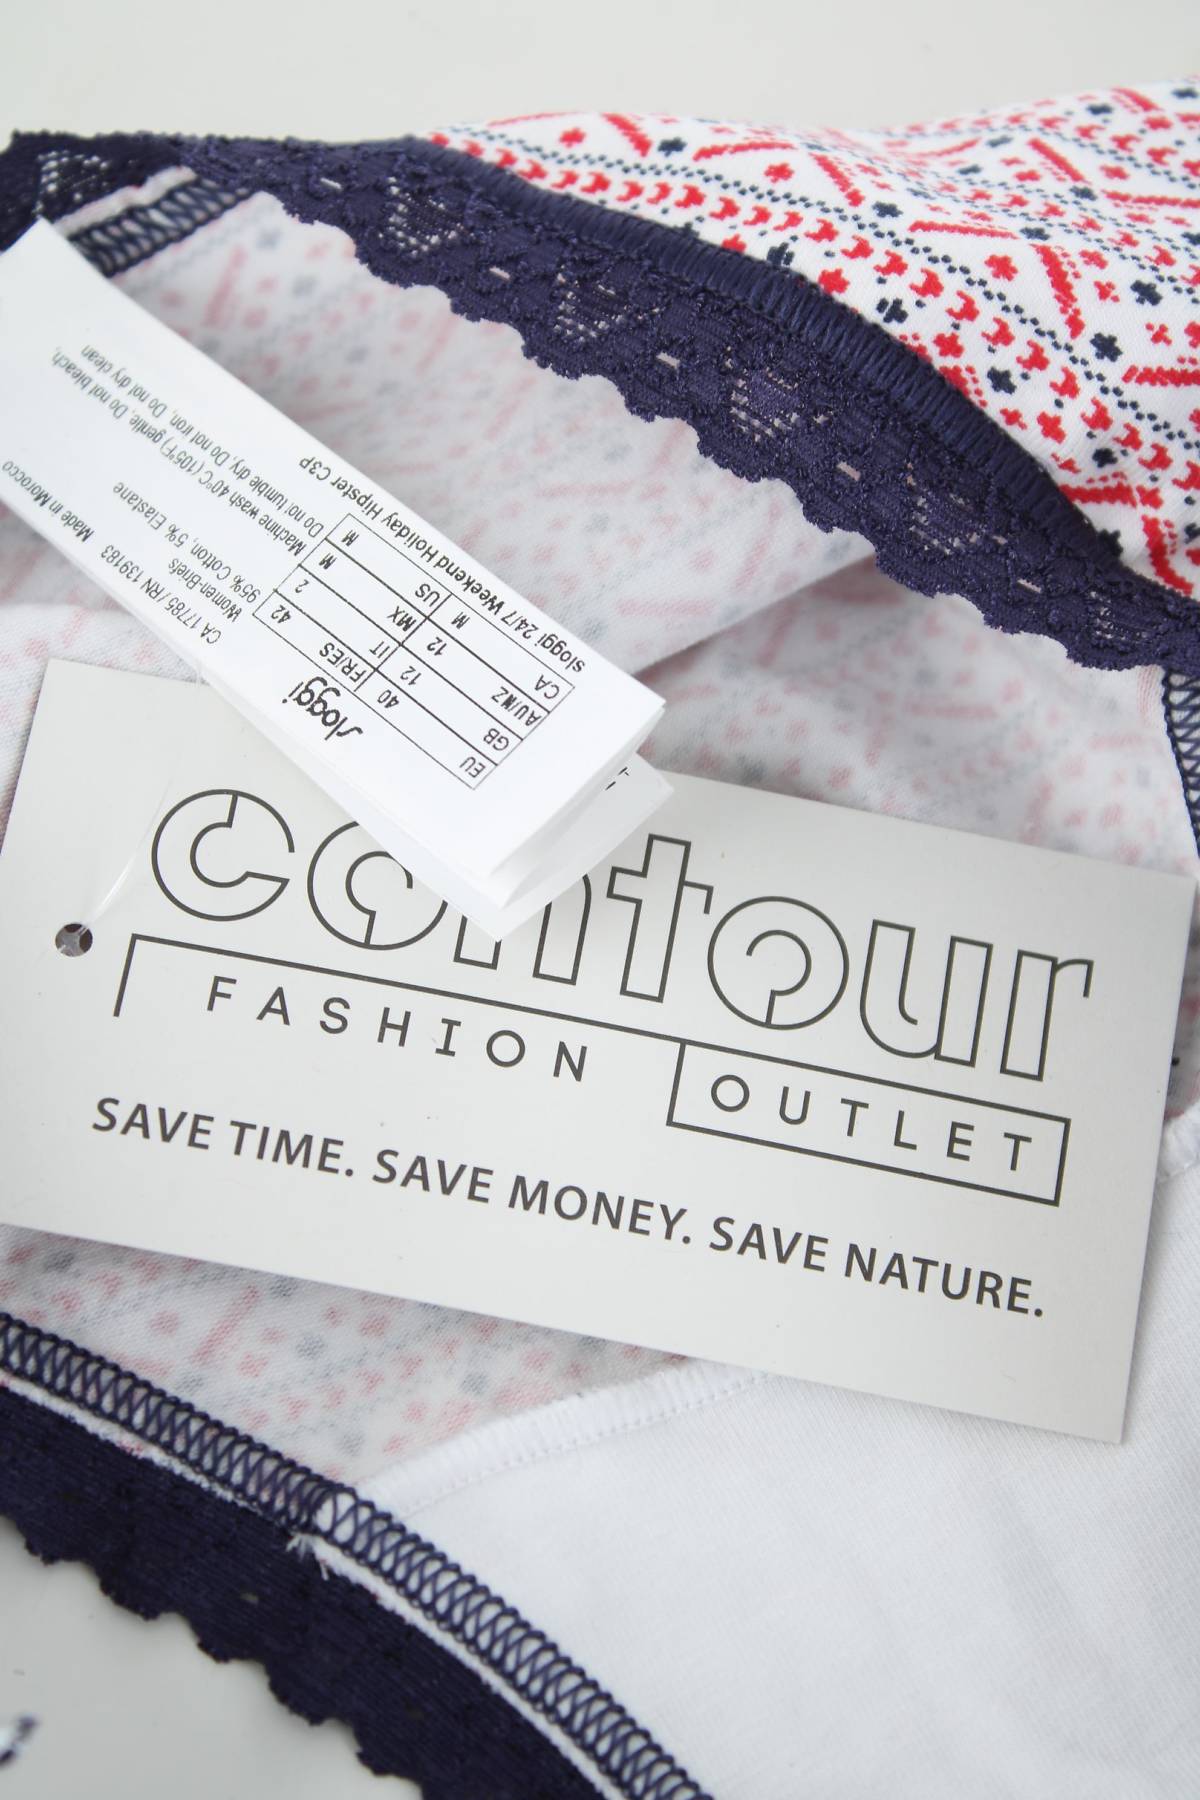 sloggi
EU 40 FR/ES 42
GB 12 IT 2
AU/NZ 12 MX M
CA M US M
sloggi 24/7 Weekend Holiday Hipster C3P
CA 17785 / RN 139183 Made in Morocco
Women-Briefs
95% Cotton, 5% Elastane
Machine wash 40°C (105°F) gentle, Do not bleach,
Do not tumble dry, Do not iron, Do not dry clean
contour
FASHION
OUTLET
SAVE TIME. SAVE MONEY. SAVE NATURE.